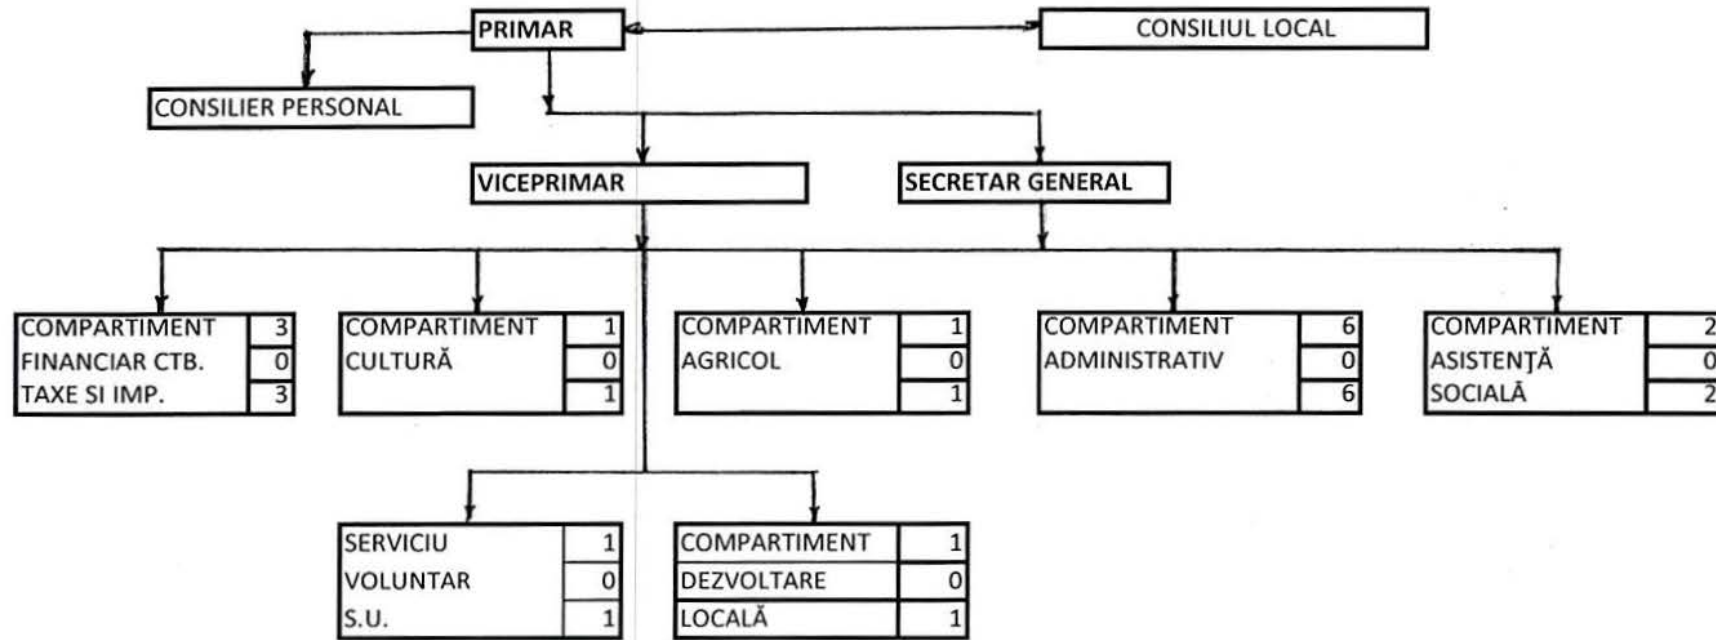 PRIMAR
CONSILIUL LOCAL
CONSILIER PERSONAL
VICEPRIMAR
SECRETAR GENERAL
COMPARTIMENT 3
FINANCIAR CTB. 0
TAXE SI IMP. 3
COMPARTIMENT 1
CULTURĂ 0
1
COMPARTIMENT 1
AGRICOL 0
1
COMPARTIMENT 6
ADMINISTRATIV 0
6
COMPARTIMENT 2
ASISTENŢĂ 0
SOCIALĂ 2
SERVICIU 1
VOLUNTAR 0
S.U. 1
COMPARTIMENT 1
DEZVOLTARE 0
LOCALĂ 1